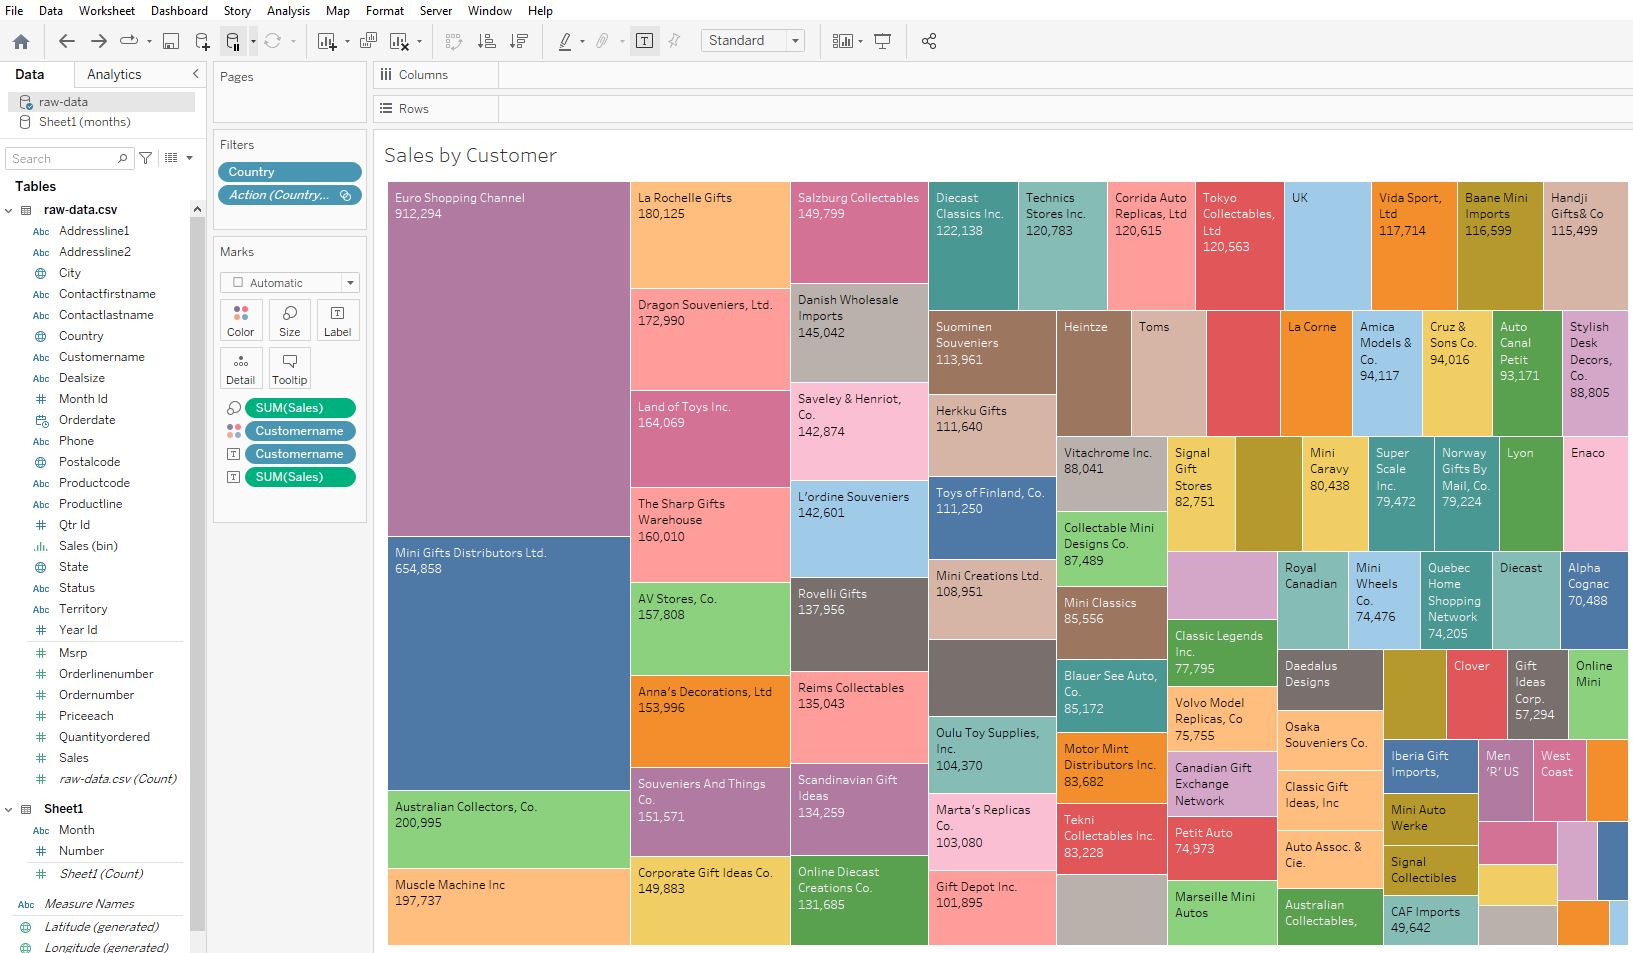 File Data Worksheet Dashboard Story Analysis Map Format Server Window Help
Standard
Data Analytics
raw-data
Sheet1 (months)
Search
Tables
raw-data.csv
Abc Addressline1
Abc Addressline2
City
Abc Contactfirstname
Abc Contactlastname
Country
Abc Customername
Abc Dealsize
# Month Id
Orderdate
Abc Phone
Postalcode
Abc Productcode
Abc Productline
# Qtr Id
Sales (bin)
State
Abc Status
Abc Territory
# Year Id
# Msrp
# Orderlinenumber
# Ordernumber
# Priceeach
# Quantityordered
# Sales
# raw-data.csv (Count)
Sheet1
Abc Month
# Number
# Sheet1 (Count)
Abc Measure Names
Latitude (generated)
Longitude (generated)
Pages
Filters
Country
Action (Country,...
Marks
Automatic
Color Size Label
Detail Tooltip
SUM(Sales)
Customername
Customername
SUM(Sales)
Columns
Rows
Sales by Customer
Euro Shopping Channel
912,294
Mini Gifts Distributors Ltd.
654,858
Australian Collectors, Co.
200,995
Muscle Machine Inc
197,737
La Rochelle Gifts
180,125
Dragon Souveniers, Ltd.
172,990
Land of Toys Inc.
164,069
The Sharp Gifts
Warehouse
160,010
AV Stores, Co.
157,808
Anna's Decorations, Ltd
153,996
Souveniers And Things
Co.
151,571
Corporate Gift Ideas Co.
149,883
Salzburg Collectables
149,799
Danish Wholesale
Imports
145,042
Saveley & Henriot,
Co.
142,874
L'ordine Souveniers
142,601
Rovelli Gifts
137,956
Reims Collectables
135,043
Scandinavian Gift
Ideas
134,259
Online Diecast
Creations Co.
131,685
Diecast
Classics Inc.
122,138
Technics
Stores Inc.
120,783
Corrida Auto
Replicas, Ltd
120,615
Tokyo
Collectables,
Ltd
120,563
UK
Vida Sport,
Ltd
117,714
Baane Mini
Imports
116,599
Handji
Gifts& Co
115,499
Suominen
Souveniers
113,961
Herkku Gifts
111,640
Toys of Finland, Co.
111,250
Mini Creations Ltd.
108,951
Oulu Toy Supplies,
Inc.
104,370
Marta's Replicas
Co.
103,080
Gift Depot Inc.
101,895
Heintze
Toms
La Corne
Amica
Models &
Co.
94,117
Cruz &
Sons Co.
94,016
Auto
Canal
Petit
93,171
Stylish
Desk
Decors,
Co.
88,805
Vitachrome Inc.
88,041
Collectable Mini
Designs Co.
87,489
Mini Classics
85,556
Blauer See Auto,
Co.
85,172
Motor Mint
Distributors Inc.
83,682
Tekni
Collectables Inc.
83,228
Signal
Gift
Stores
82,751
Mini
Caravy
80,438
Super
Scale
Inc.
79,472
Norway
Gifts By
Mail, Co.
79,224
Lyon
Enaco
Classic Legends
Inc.
77,795
Volvo Model
Replicas, Co
75,755
Canadian Gift
Exchange
Network
Petit Auto
74,973
Marseille Mini
Autos
Royal
Canadian
Mini
Wheels
Co.
74,476
Quebec
Home
Shopping
Network
74,205
Diecast
Alpha
Cognac
70,488
Daedalus
Designs
Osaka
Souveniers Co.
Classic Gift
Ideas, Inc
Auto Assoc. &
Cie.
Australian
Collectables,
Clover
Gift
Ideas
Corp.
57,294
Online
Mini
Iberia Gift
Imports,
Mini Auto
Werke
Signal
Collectibles
CAF Imports
49,642
Men
'R' US
West
Coast